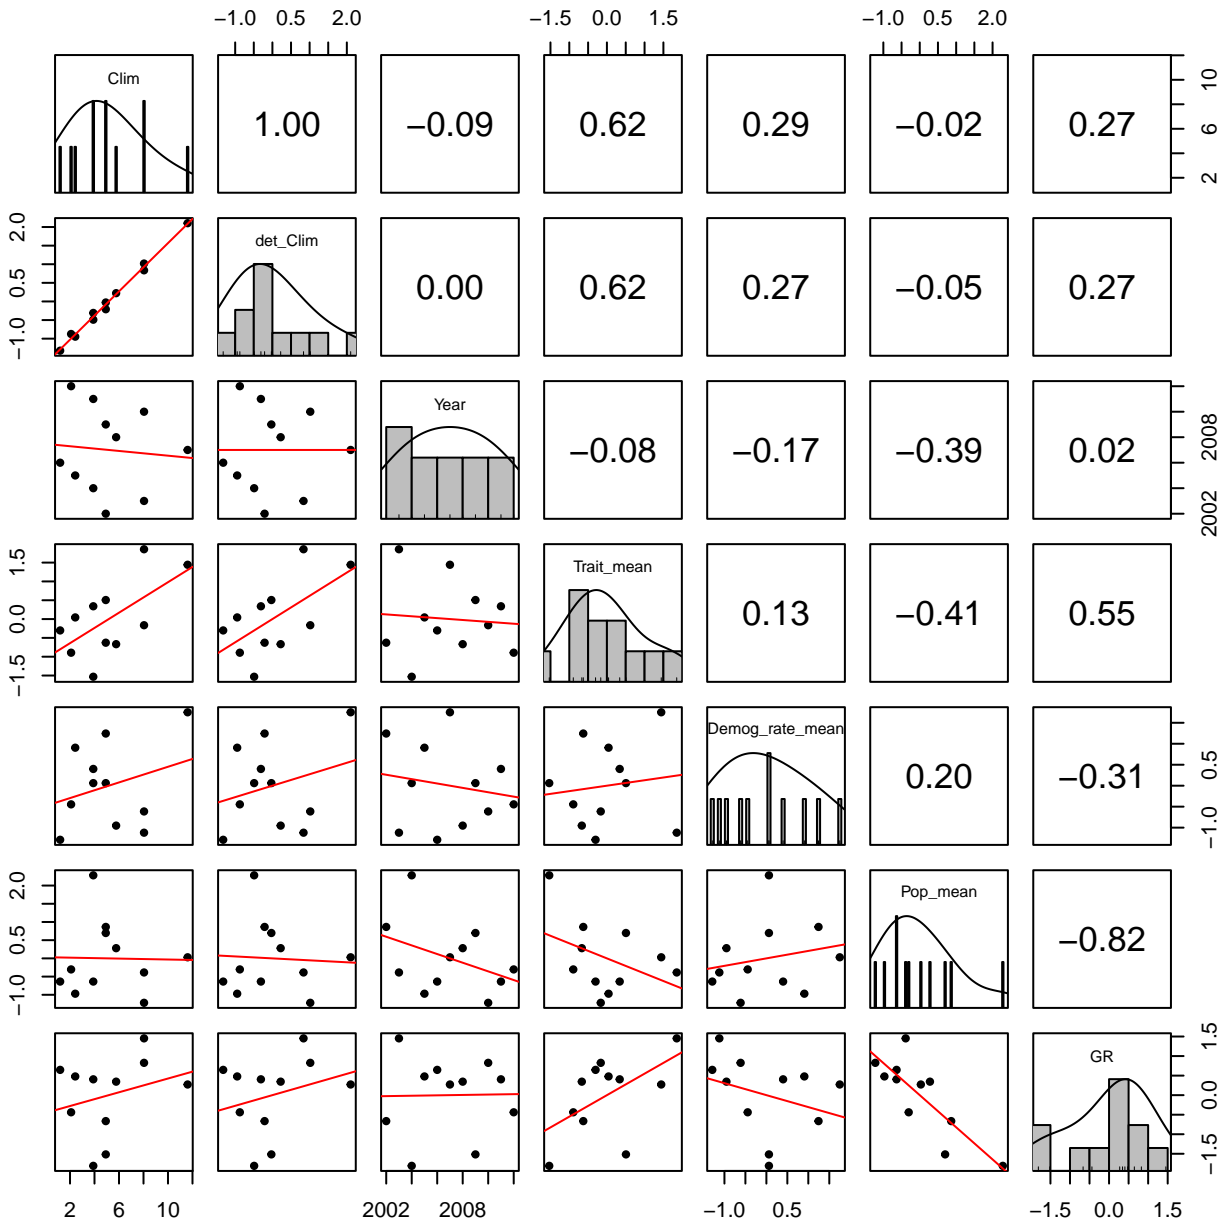 −1.0 0.5 2.0 −1.5 0.0 1.5 −1.0 0.5 2.0
Clim 1.00 −0.09 0.62 0.29 −0.02 0.27 2 6 10
−1.0 0.5 2.0 det_Clim 0.00 0.62 0.27 −0.05 0.27
Year −0.08 −0.17 −0.39 0.02 2002 2008
−1.5 0.0 1.5 Trait_mean 0.13 −0.41 0.55
Demog_rate_mean 0.20 −0.31 −1.0 0.5
−1.0 0.5 2.0 Pop_mean −0.82
GR −1.5 0.0 1.5
2 6 10 2002 2008 −1.0 0.5 −1.5 0.0 1.5